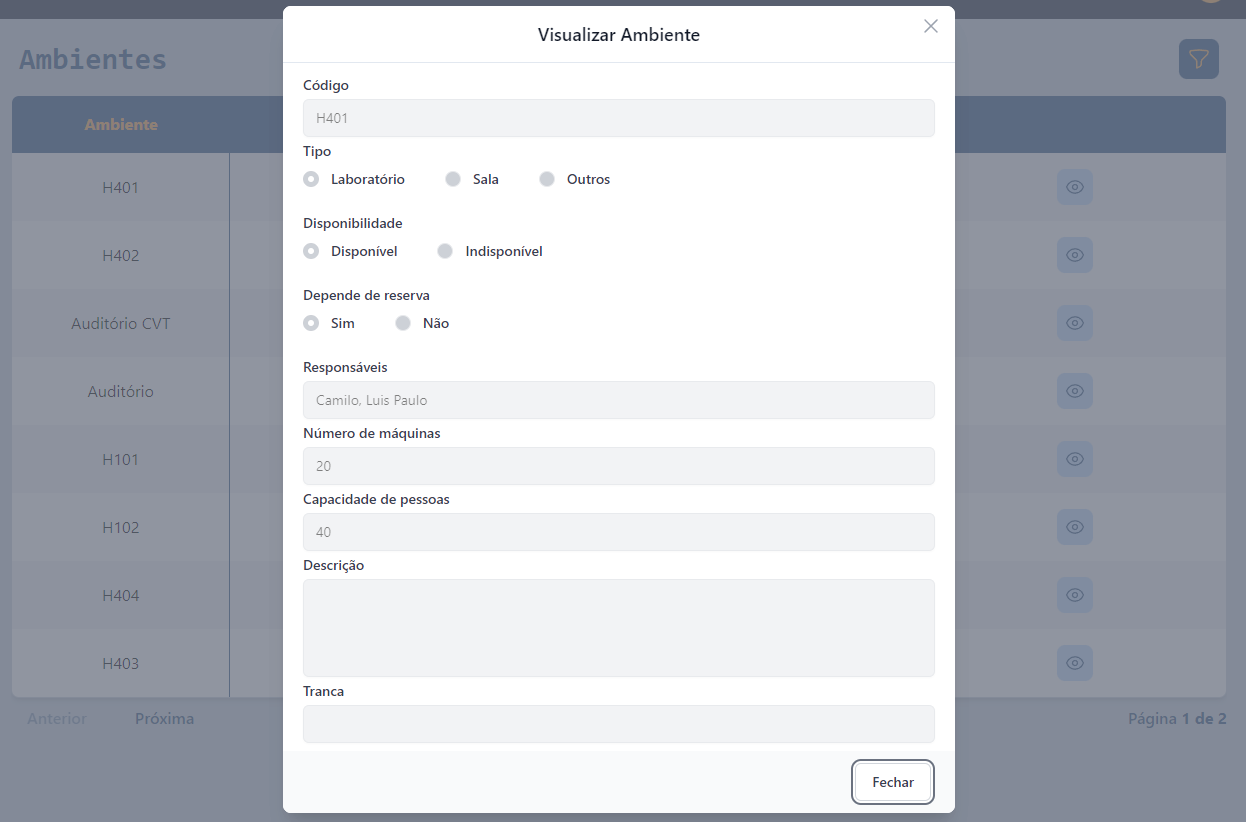 Visualizar Ambiente
Ambientes
Código
H401
Tipo
Laboratório Sala Outros
Disponibilidade
Disponível Indisponível
Depende de reserva
Sim Não
Responsáveis
Camilo, Luis Paulo
Número de máquinas
20
Capacidade de pessoas
40
Descrição
Tranca
Fechar
Ambiente
H401
H402
Auditório CVT
Auditório
H101
H102
H404
H403
Anterior Próxima Página 1 de 2